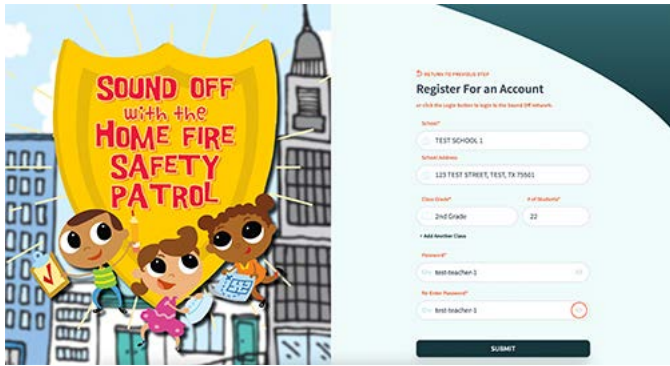 SOUND OFF
with the
HOME FIRE
SAFETY
PATROL
RETURN TO PREVIOUS STEP
Register For an Account
or click the Login button to login to the Sound Off network.
School*
TEST SCHOOL 1
School Address
123 TEST STREET, TEST, TX 75501
Class Grade* # of Students*
2nd Grade 22
+ Add Another Class
Password*
test-teacher-1
Re-Enter Password*
test-teacher-1
SUBMIT